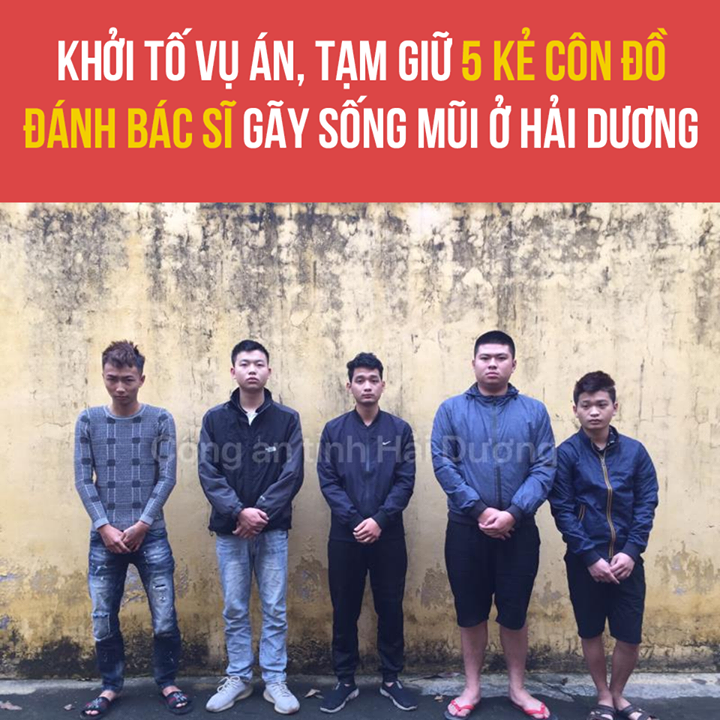 KHỞI TỐ VỤ ÁN, TẠM GIỮ 5 KẺ CÔN ĐỒ
ĐÁNH BÁC SĨ GÃY SỐNG MŨI Ở HẢI DƯƠNG
Công an tỉnh Hải Dương